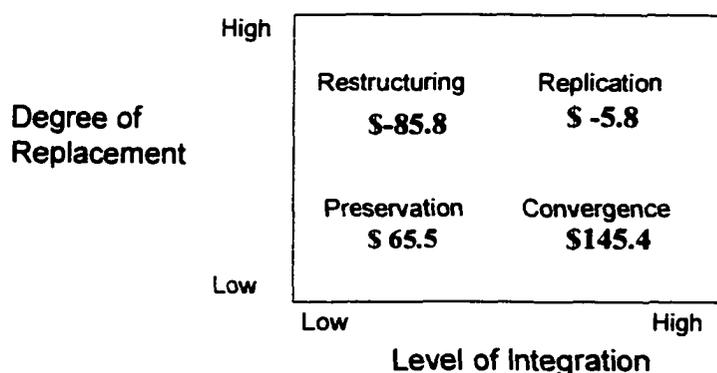 High
Restructuring Replication
$-85.8 $ -5.8
Degree of
Replacement
Preservation Convergence
$ 65.5 $145.4
Low
Low High
Level of Integration